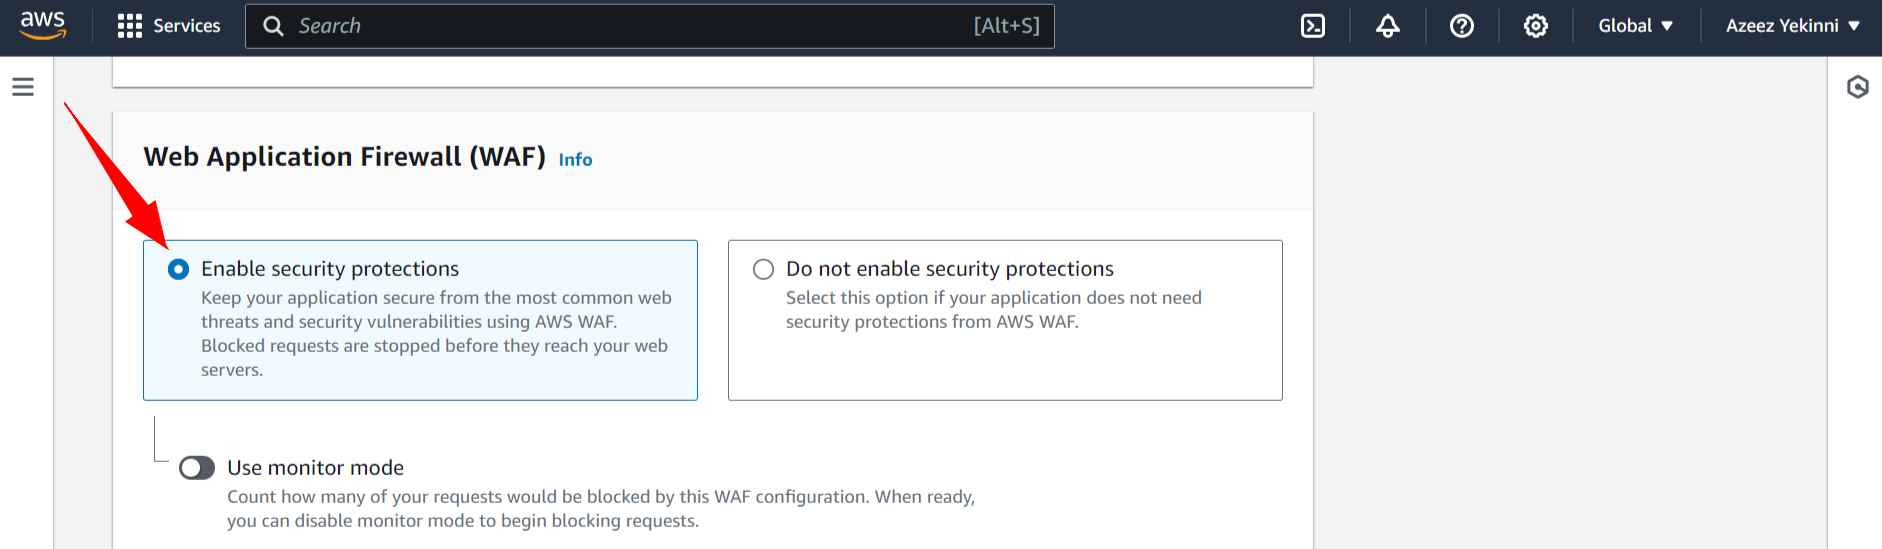 aws Services Search [Alt+S] Global Azeez Yekinni
Web Application Firewall (WAF) Info
Enable security protections
Keep your application secure from the most common web
threats and security vulnerabilities using AWS WAF.
Blocked requests are stopped before they reach your web
servers.
Do not enable security protections
Select this option if your application does not need
security protections from AWS WAF.
Use monitor mode
Count how many of your requests would be blocked by this WAF configuration. When ready,
you can disable monitor mode to begin blocking requests.